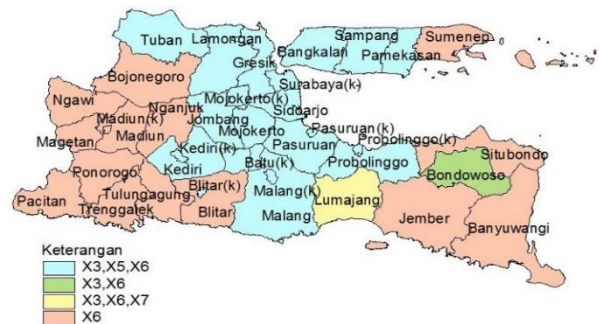 Tuban Lamongan
Sampang Sumenep
Bangkalan Pamekasan
Gresik
Bojonegoro
Surabaya(k)
Ngawi
Mojokerto(k) Sidoarjo
Nganjuk Jombang
Madiun(k)
Magetan Madiun
Mojokerto Pasuruan(k)
Pasuruan Probolinggo(k)
Kediri(k)
Ponorogo Kediri Batu(k) Probolinggo Situbondo
Bondowoso
Pacitan Tulungagung Blitar(k) Malang(k) Lumajang
Trenggalek Blitar Malang Jember Banyuwangi
Keterangan
X3,X5,X6
X3,X6
X3,X6,X7
X6